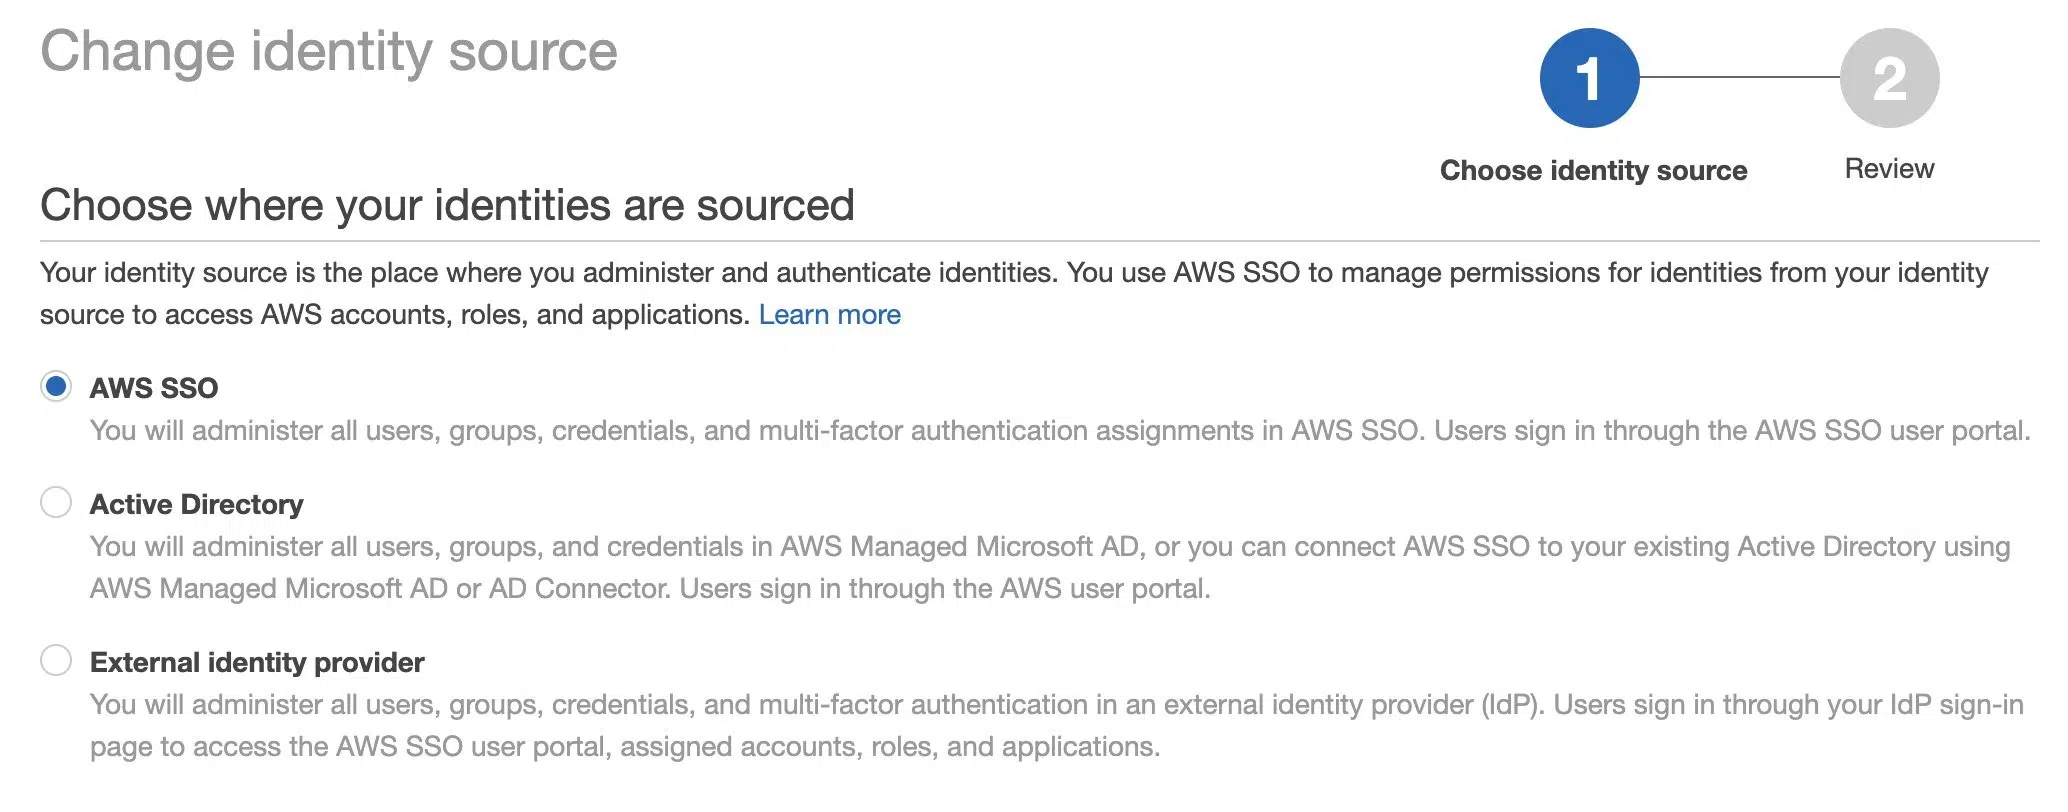 Change identity source
1
2
Choose identity source
Review
Choose where your identities are sourced
Your identity source is the place where you administer and authenticate identities. You use AWS SSO to manage permissions for identities from your identity
source to access AWS accounts, roles, and applications. Learn more
AWS SSO
You will administer all users, groups, credentials, and multi-factor authentication assignments in AWS SSO. Users sign in through the AWS SSO user portal.
Active Directory
You will administer all users, groups, and credentials in AWS Managed Microsoft AD, or you can connect AWS SSO to your existing Active Directory using
AWS Managed Microsoft AD or AD Connector. Users sign in through the AWS user portal.
External identity provider
You will administer all users, groups, credentials, and multi-factor authentication in an external identity provider (IdP). Users sign in through your IdP sign-in
page to access the AWS SSO user portal, assigned accounts, roles, and applications.